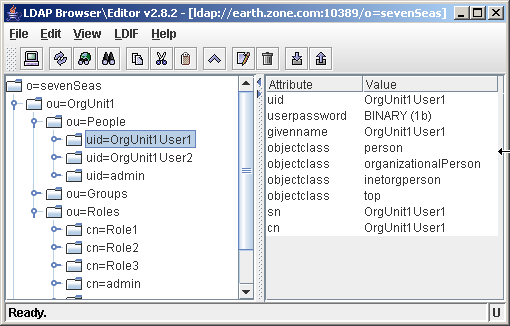 LDAP Browser\Editor v2.8.2 - [ldap://earth.zone.com:10389/o=sevenSeas]
File Edit View LDIF Help
o=sevenSeas
ou=OrgUnit1
ou=People
uid=OrgUnit1User1
uid=OrgUnit1User2
uid=admin
ou=Groups
ou=Roles
cn=Role1
cn=Role2
cn=Role3
cn=admin
Attribute Value
uid OrgUnit1User1
userpassword BINARY (1b)
givenname OrgUnit1User1
objectclass person
objectclass organizationalPerson
objectclass inetorgperson
objectclass top
sn OrgUnit1User1
cn OrgUnit1User1
Ready. U